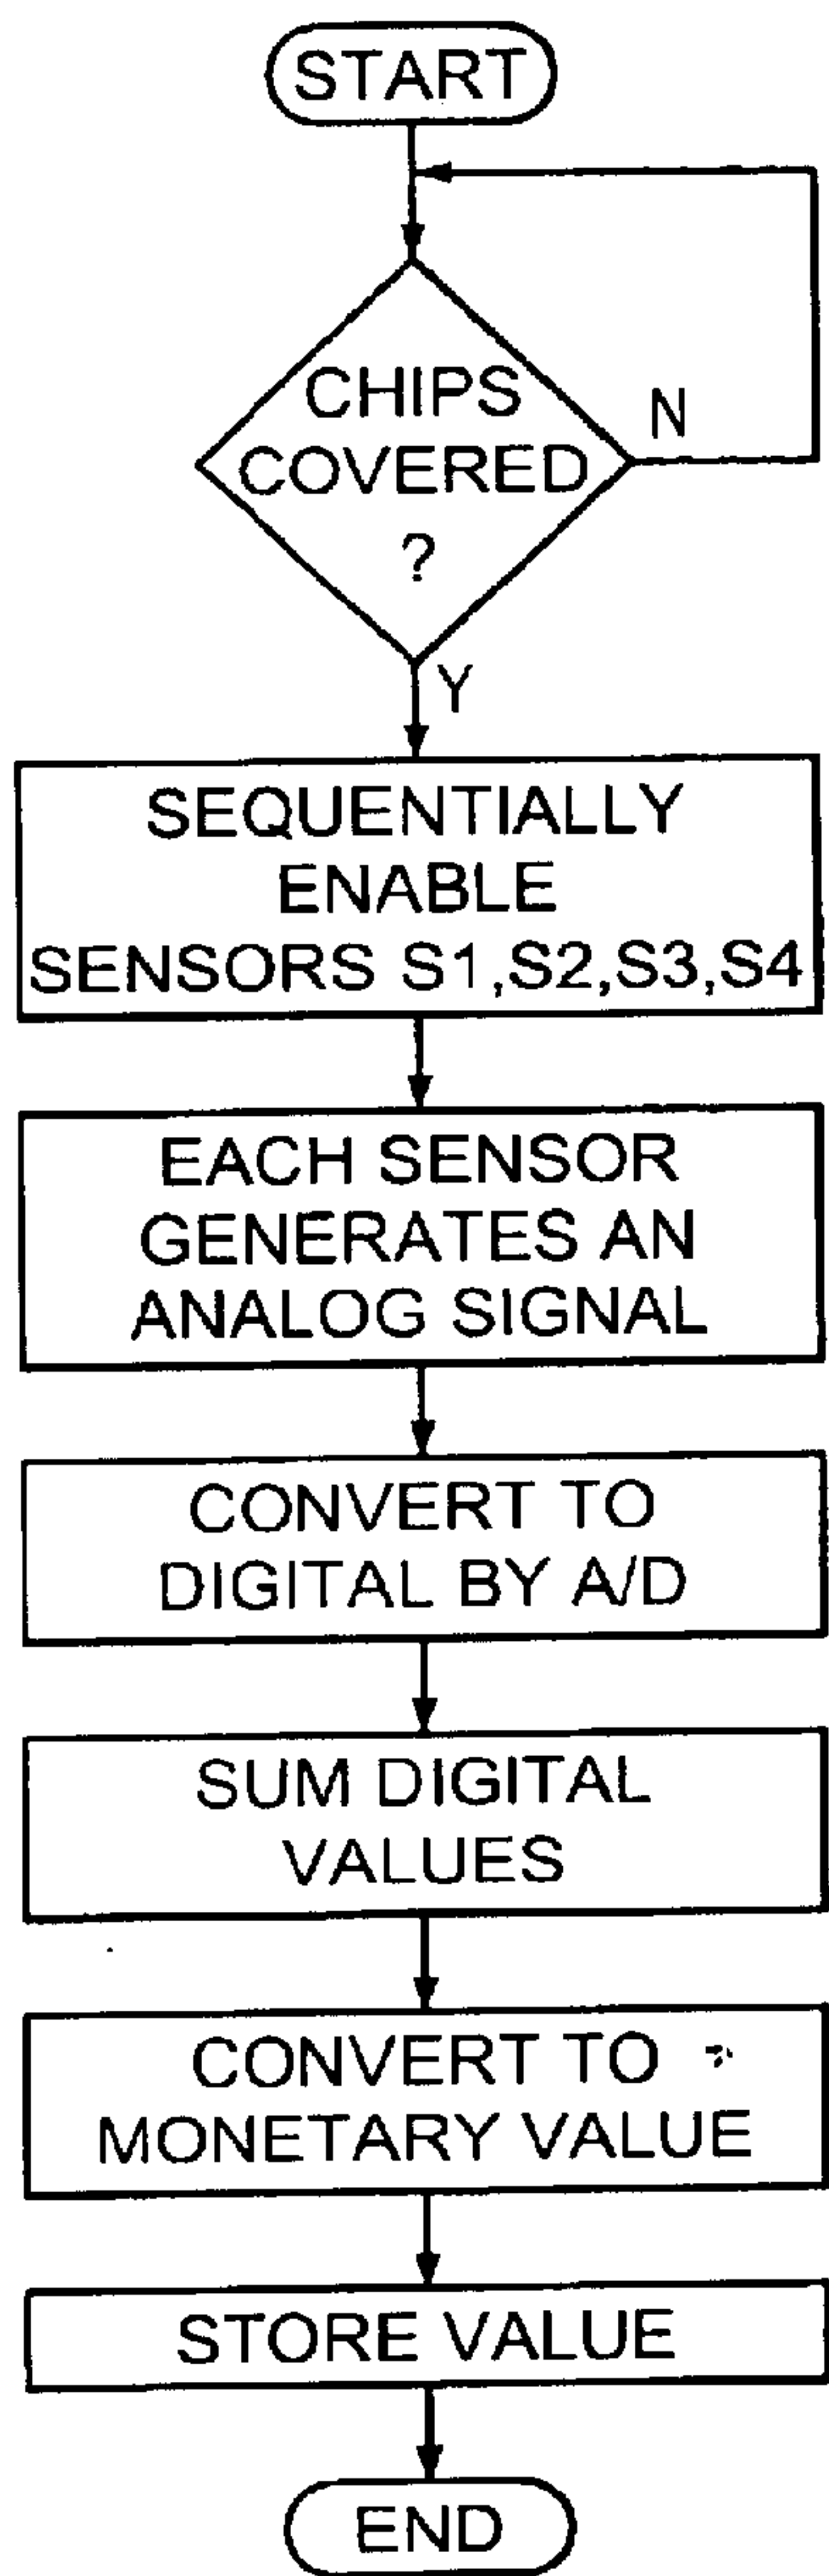 START
CHIPS
COVERED
?
N
Y
SEQUENTIALLY
ENABLE
SENSORS S1,S2,S3,S4
EACH SENSOR
GENERATES AN
ANALOG SIGNAL
CONVERT TO
DIGITAL BY A/D
SUM DIGITAL
VALUES
CONVERT TO
MONETARY VALUE
STORE VALUE
END